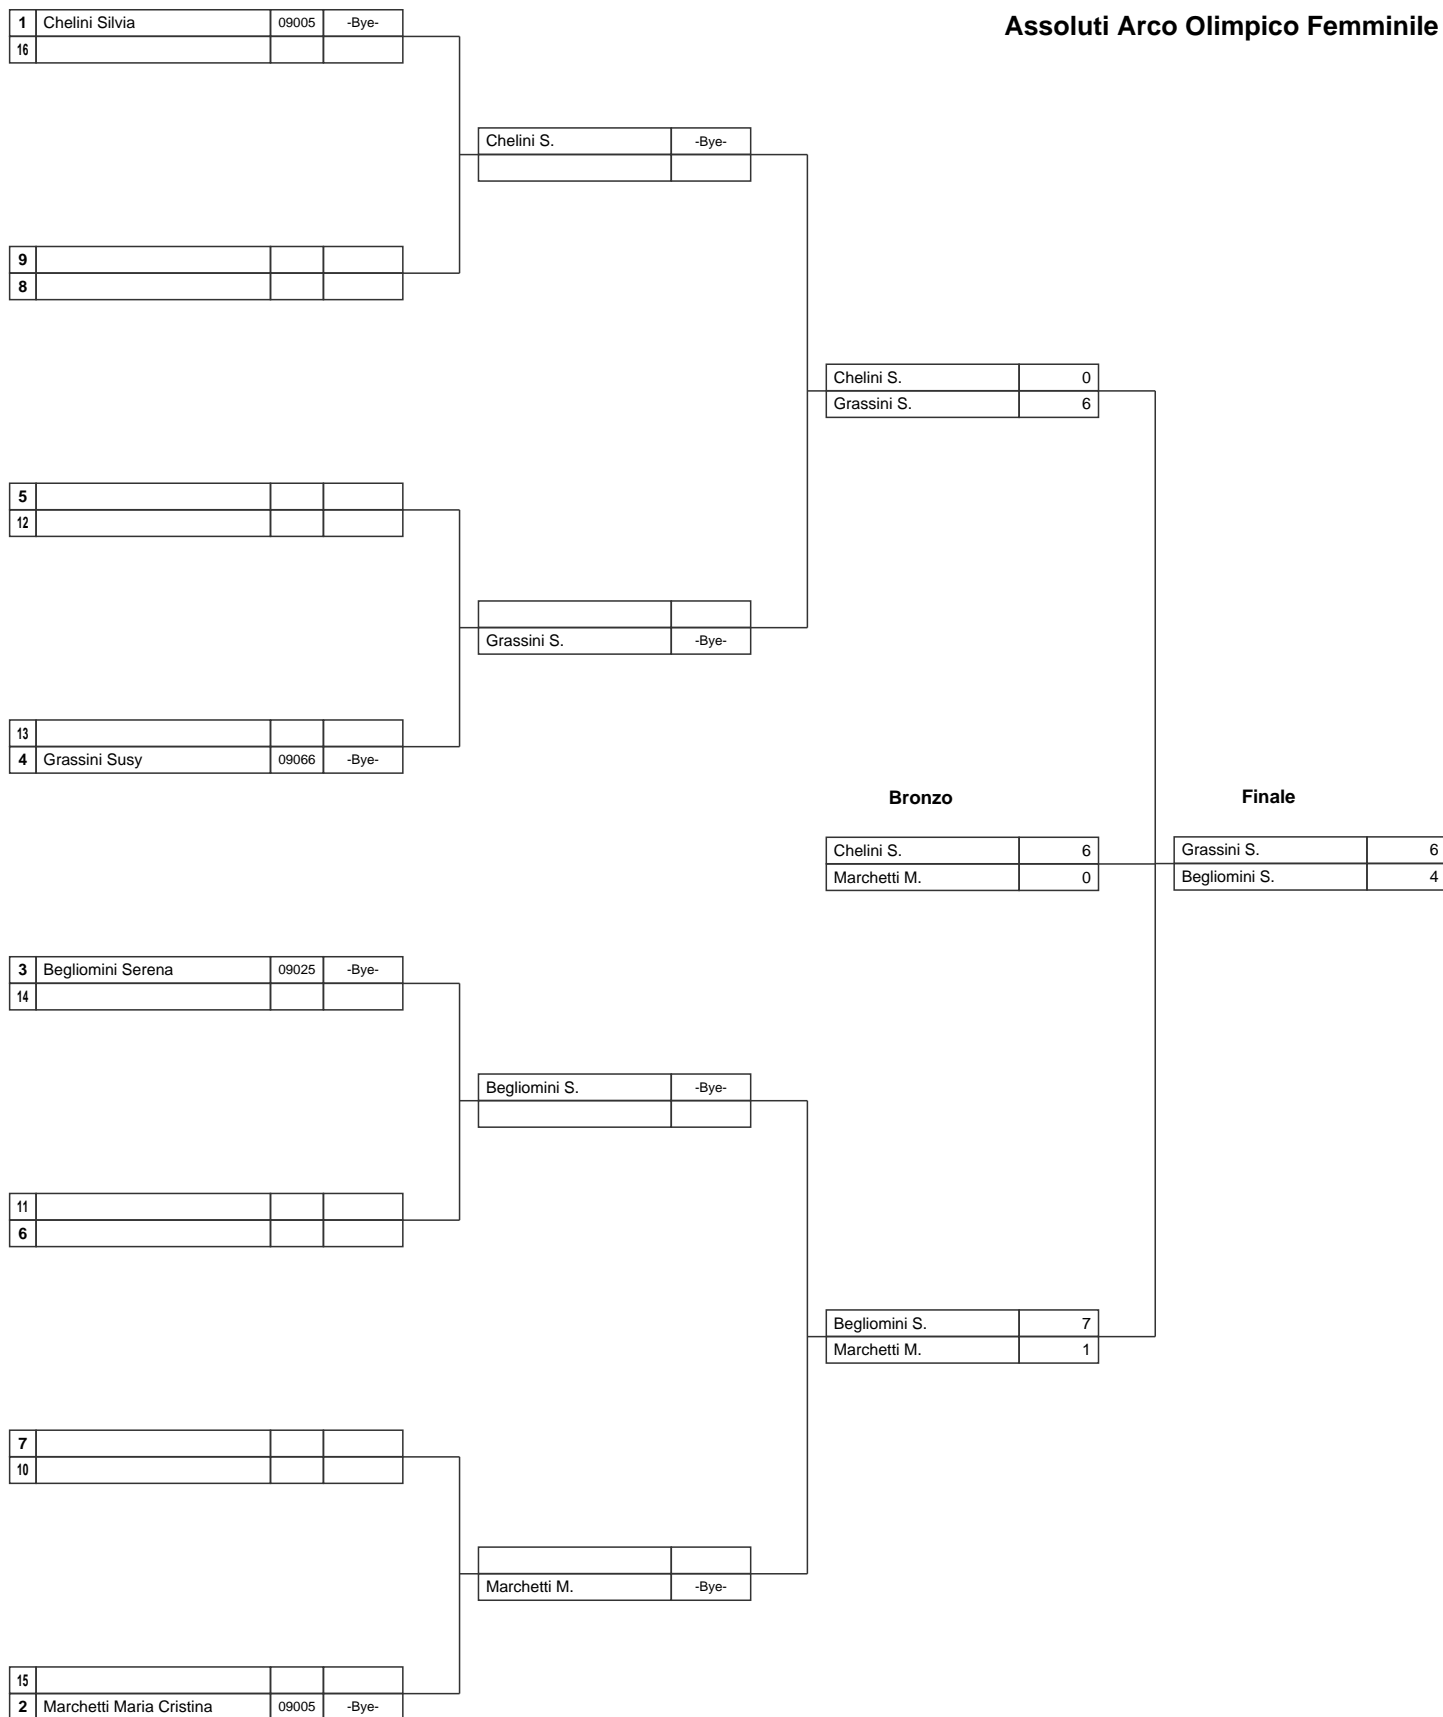 Assoluti Arco Olimpico Femminile
1 Chelini Silvia 09005 -Bye-
16
Chelini S. -Bye-
9
8
Chelini S. 0
Grassini S. 6
5
12
Grassini S. -Bye-
13
4 Grassini Susy 09066 -Bye-
Bronzo Finale
Chelini S. 6 Grassini S. 6
Marchetti M. 0 Begliomini S. 4
3 Begliomini Serena 09025 -Bye-
14
Begliomini S. -Bye-
11
6
Begliomini S. 7
Marchetti M. 1
7
10
Marchetti M. -Bye-
15
2 Marchetti Maria Cristina 09005 -Bye-